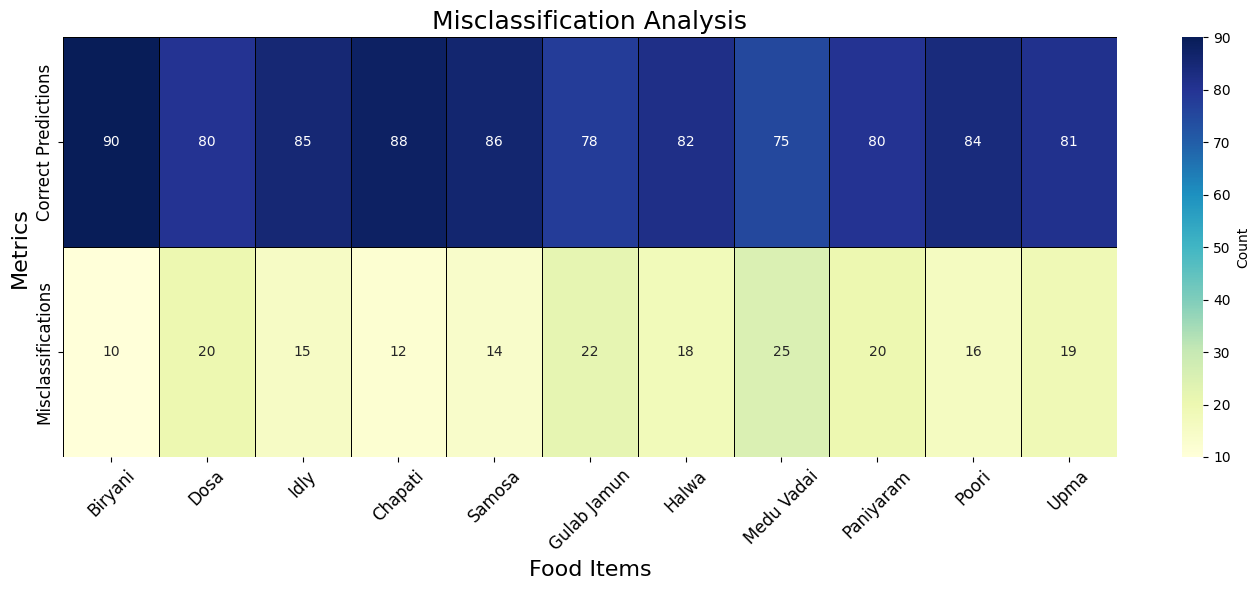 Misclassification Analysis
Metrics
Correct Predictions
90 80 85 88 86 78 82 75 80 84 81
Misclassifications
10 20 15 12 14 22 18 25 20 16 19
Biryani Dosa Idly Chapati Samosa Gulab Jamun Halwa Medu Vadai Paniyaram Poori Upma
Food Items
90
80
70
60
50
40
30
20
10
Count